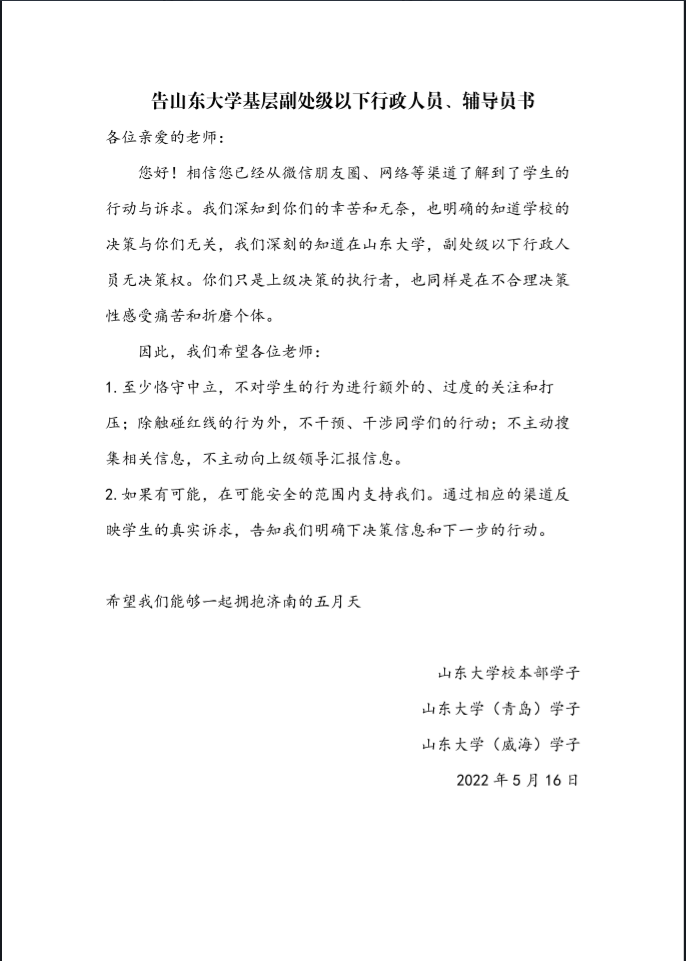 告山东大学基层副处级以下行政人员、辅导员书
各位亲爱的老师：
您好！相信您已经从微信朋友圈、网络等渠道了解到了学生的
行动与诉求。我们深知到你们的幸苦和无奈，也明确的知道学校的
决策与你们无关，我们深刻的知道在山东大学，副处级以下行政人
员无决策权。你们只是上级决策的执行者，也同样是在不合理决策
性感受痛苦和折磨个体。
因此，我们希望各位老师：
1.至少恪守中立，不对学生的行为进行额外的、过度的关注和打
压；除触碰红线的行为外，不干预、干涉同学们的行动；不主动搜
集相关信息，不主动向上级领导汇报信息。
2.如果有可能，在可能安全的范围内支持我们。通过相应的渠道反
映学生的真实诉求，告知我们明确下决策信息和下一步的行动。
希望我们能够一起拥抱济南的五月天
山东大学校本部学子
山东大学（青岛）学子
山东大学（威海）学子
2022 年 5 月 16 日